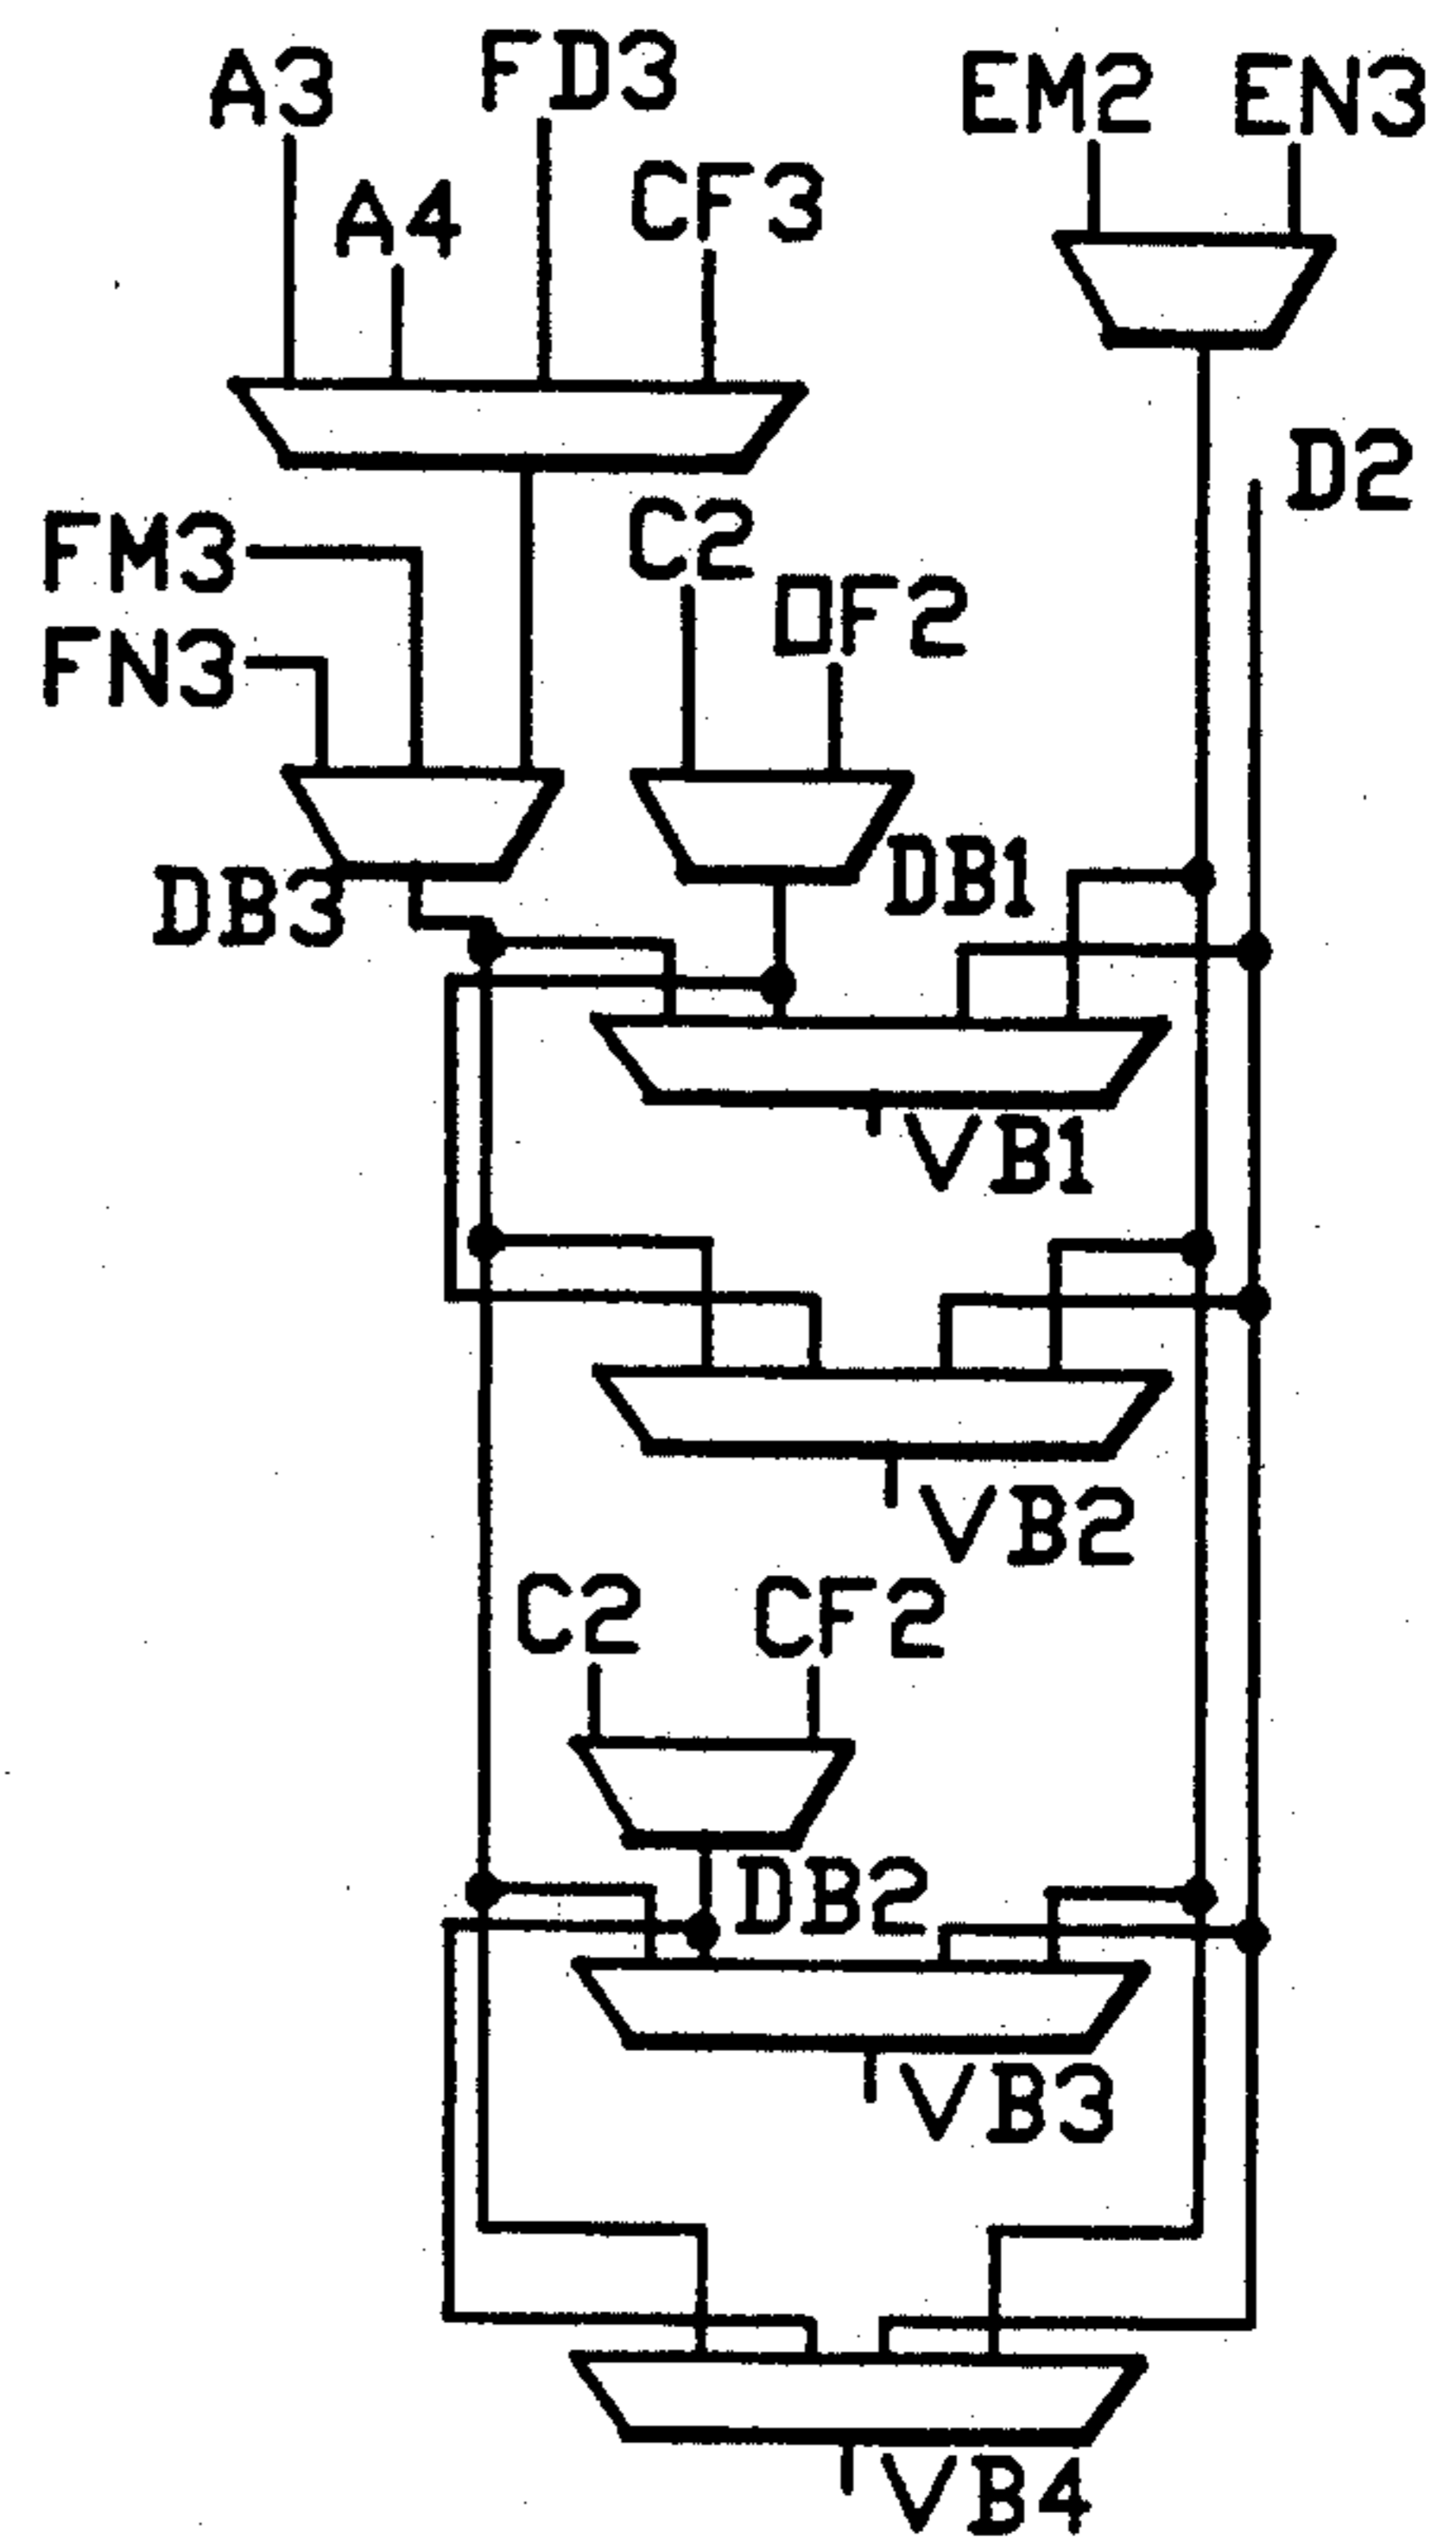 A3
FD3
EM2
EN3
A4
CF3
D2
FM3
C2
DF2
FN3
DB1
DB3
VB1
VB2
C2
CF2
DB2
VB3
VB4